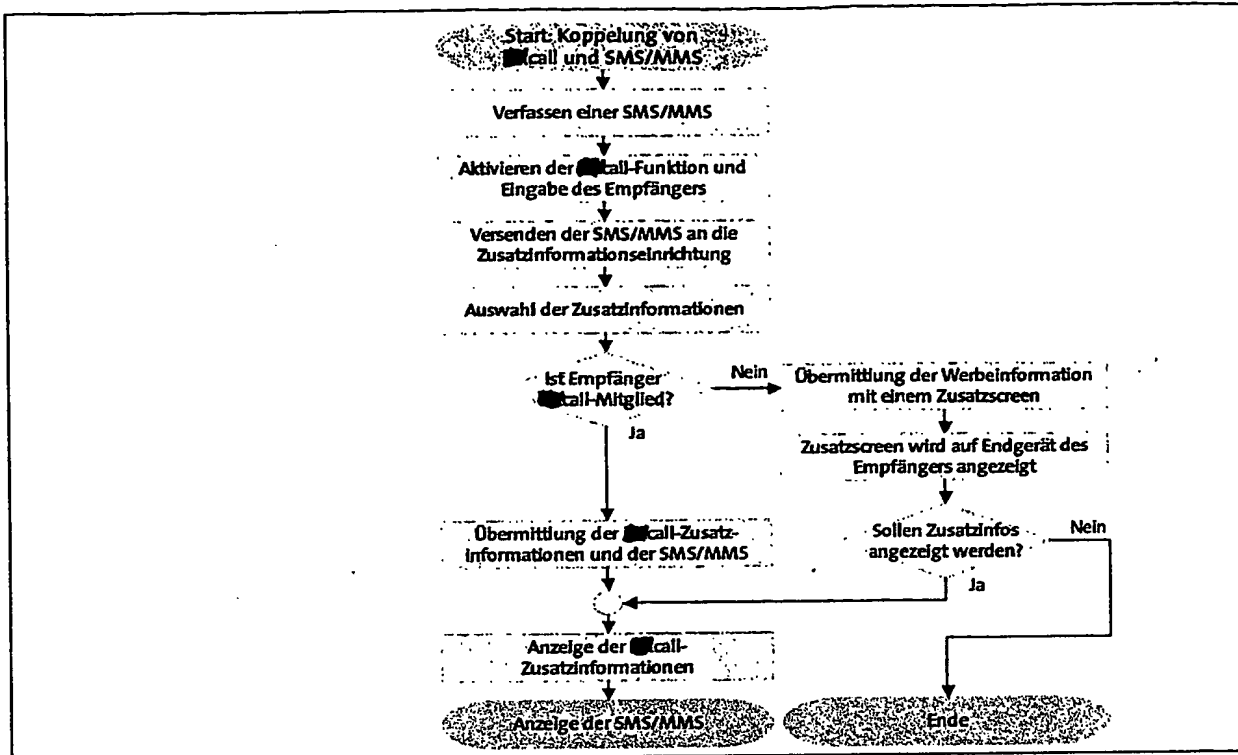 Start: Koppelung von
call und SMS/MMS
Verfassen einer SMS/MMS
Aktivieren der call-Funktion und
Eingabe des Empfängers
Versenden der SMS/MMS an die
Zusatzinformationseinrichtung
Auswahl der Zusatzinformationen
Ist Empfänger
call-Mitglied?
Nein
Ja
Übermittlung der Werbeinformation
mit einem Zusatzscreen
Zusatzscreen wird auf Endgerät des
Empfängers angezeigt
Sollen Zusatzinfos
angezeigt werden?
Nein
Ja
Übermittlung der call-Zusatz-
informationen und der SMS/MMS
Anzeige der call-
Zusatzinformationen
Anzeige der SMS/MMS
Ende